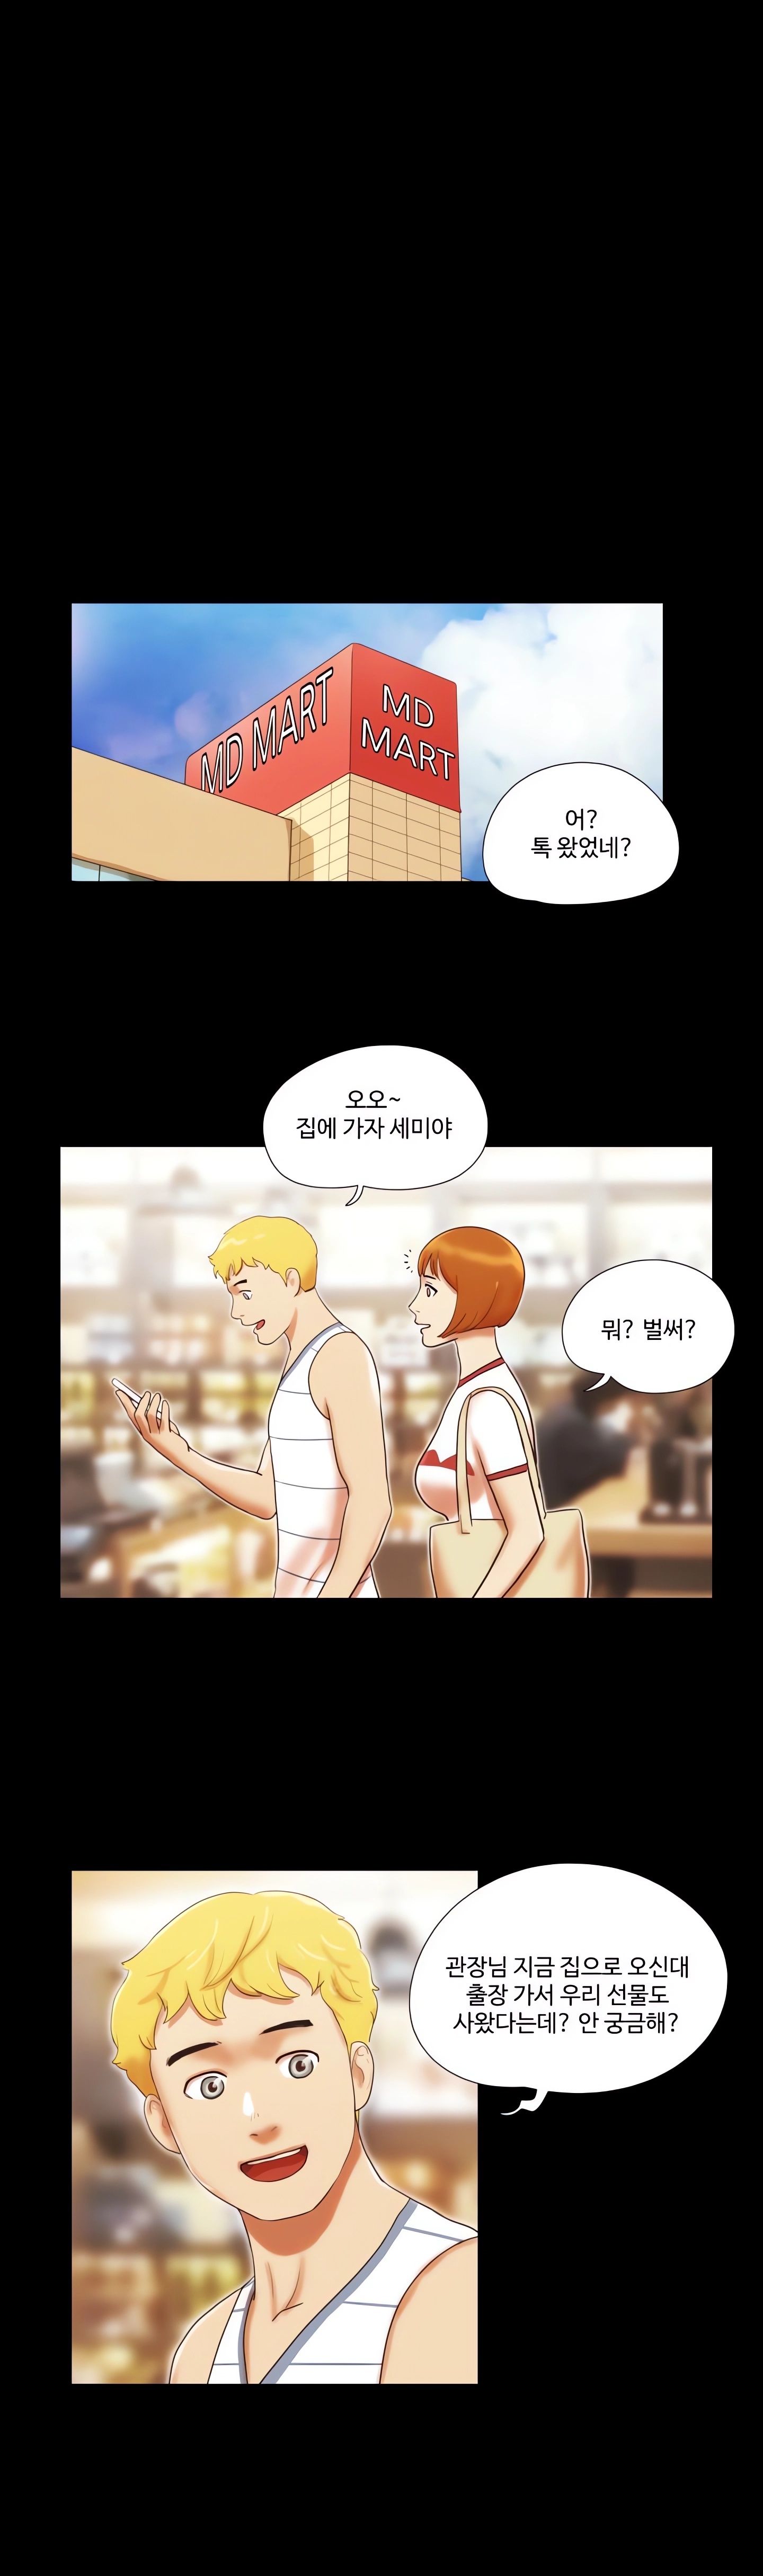 MD MART
MD
MART
어?
톡 왔었네?
오오~
집에 가자 세미야
뭐? 벌써?
관장님 지금 집으로 오신대
출장 가서 우리 선물도
사왔다는데? 안 궁금해?